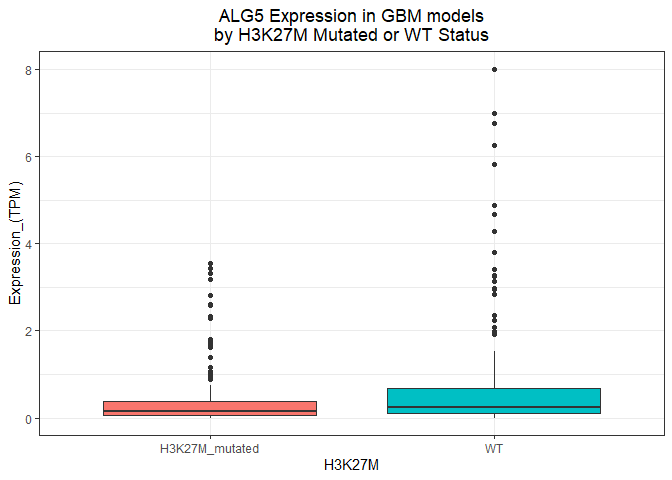 ALG5 Expression in GBM models
by H3K27M Mutated or WT Status
Expression_(TPM)
8
6
4
2
0
H3K27M_mutated
WT
H3K27M